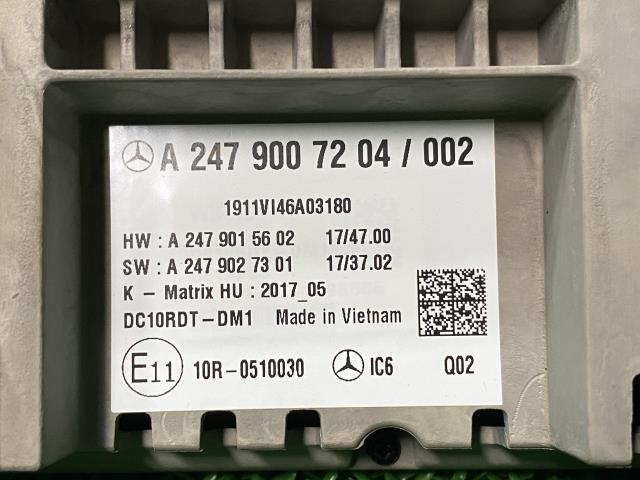 A 247 900 72 04 / 002
1911VI46A03180
HW : A 247 901 56 02 17/47.00
SW : A 247 902 73 01 17/37.02
K - Matrix HU : 2017_05
DC10RDT-DM1 Made in Vietnam
E11 10R-0510030 IC6 Q02